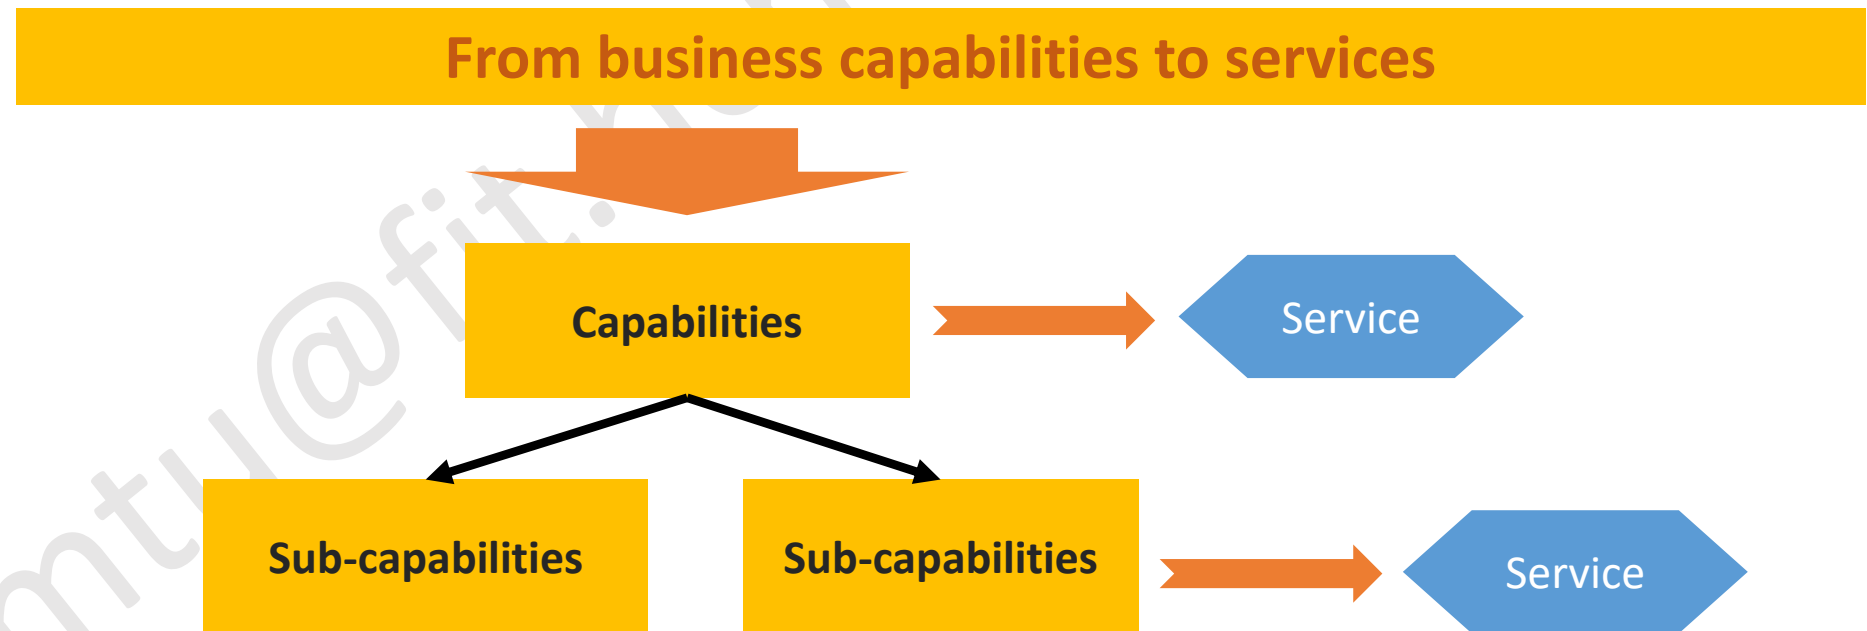 From business capabilities to services
Capabilities
Service
Sub-capabilities
Sub-capabilities
Service